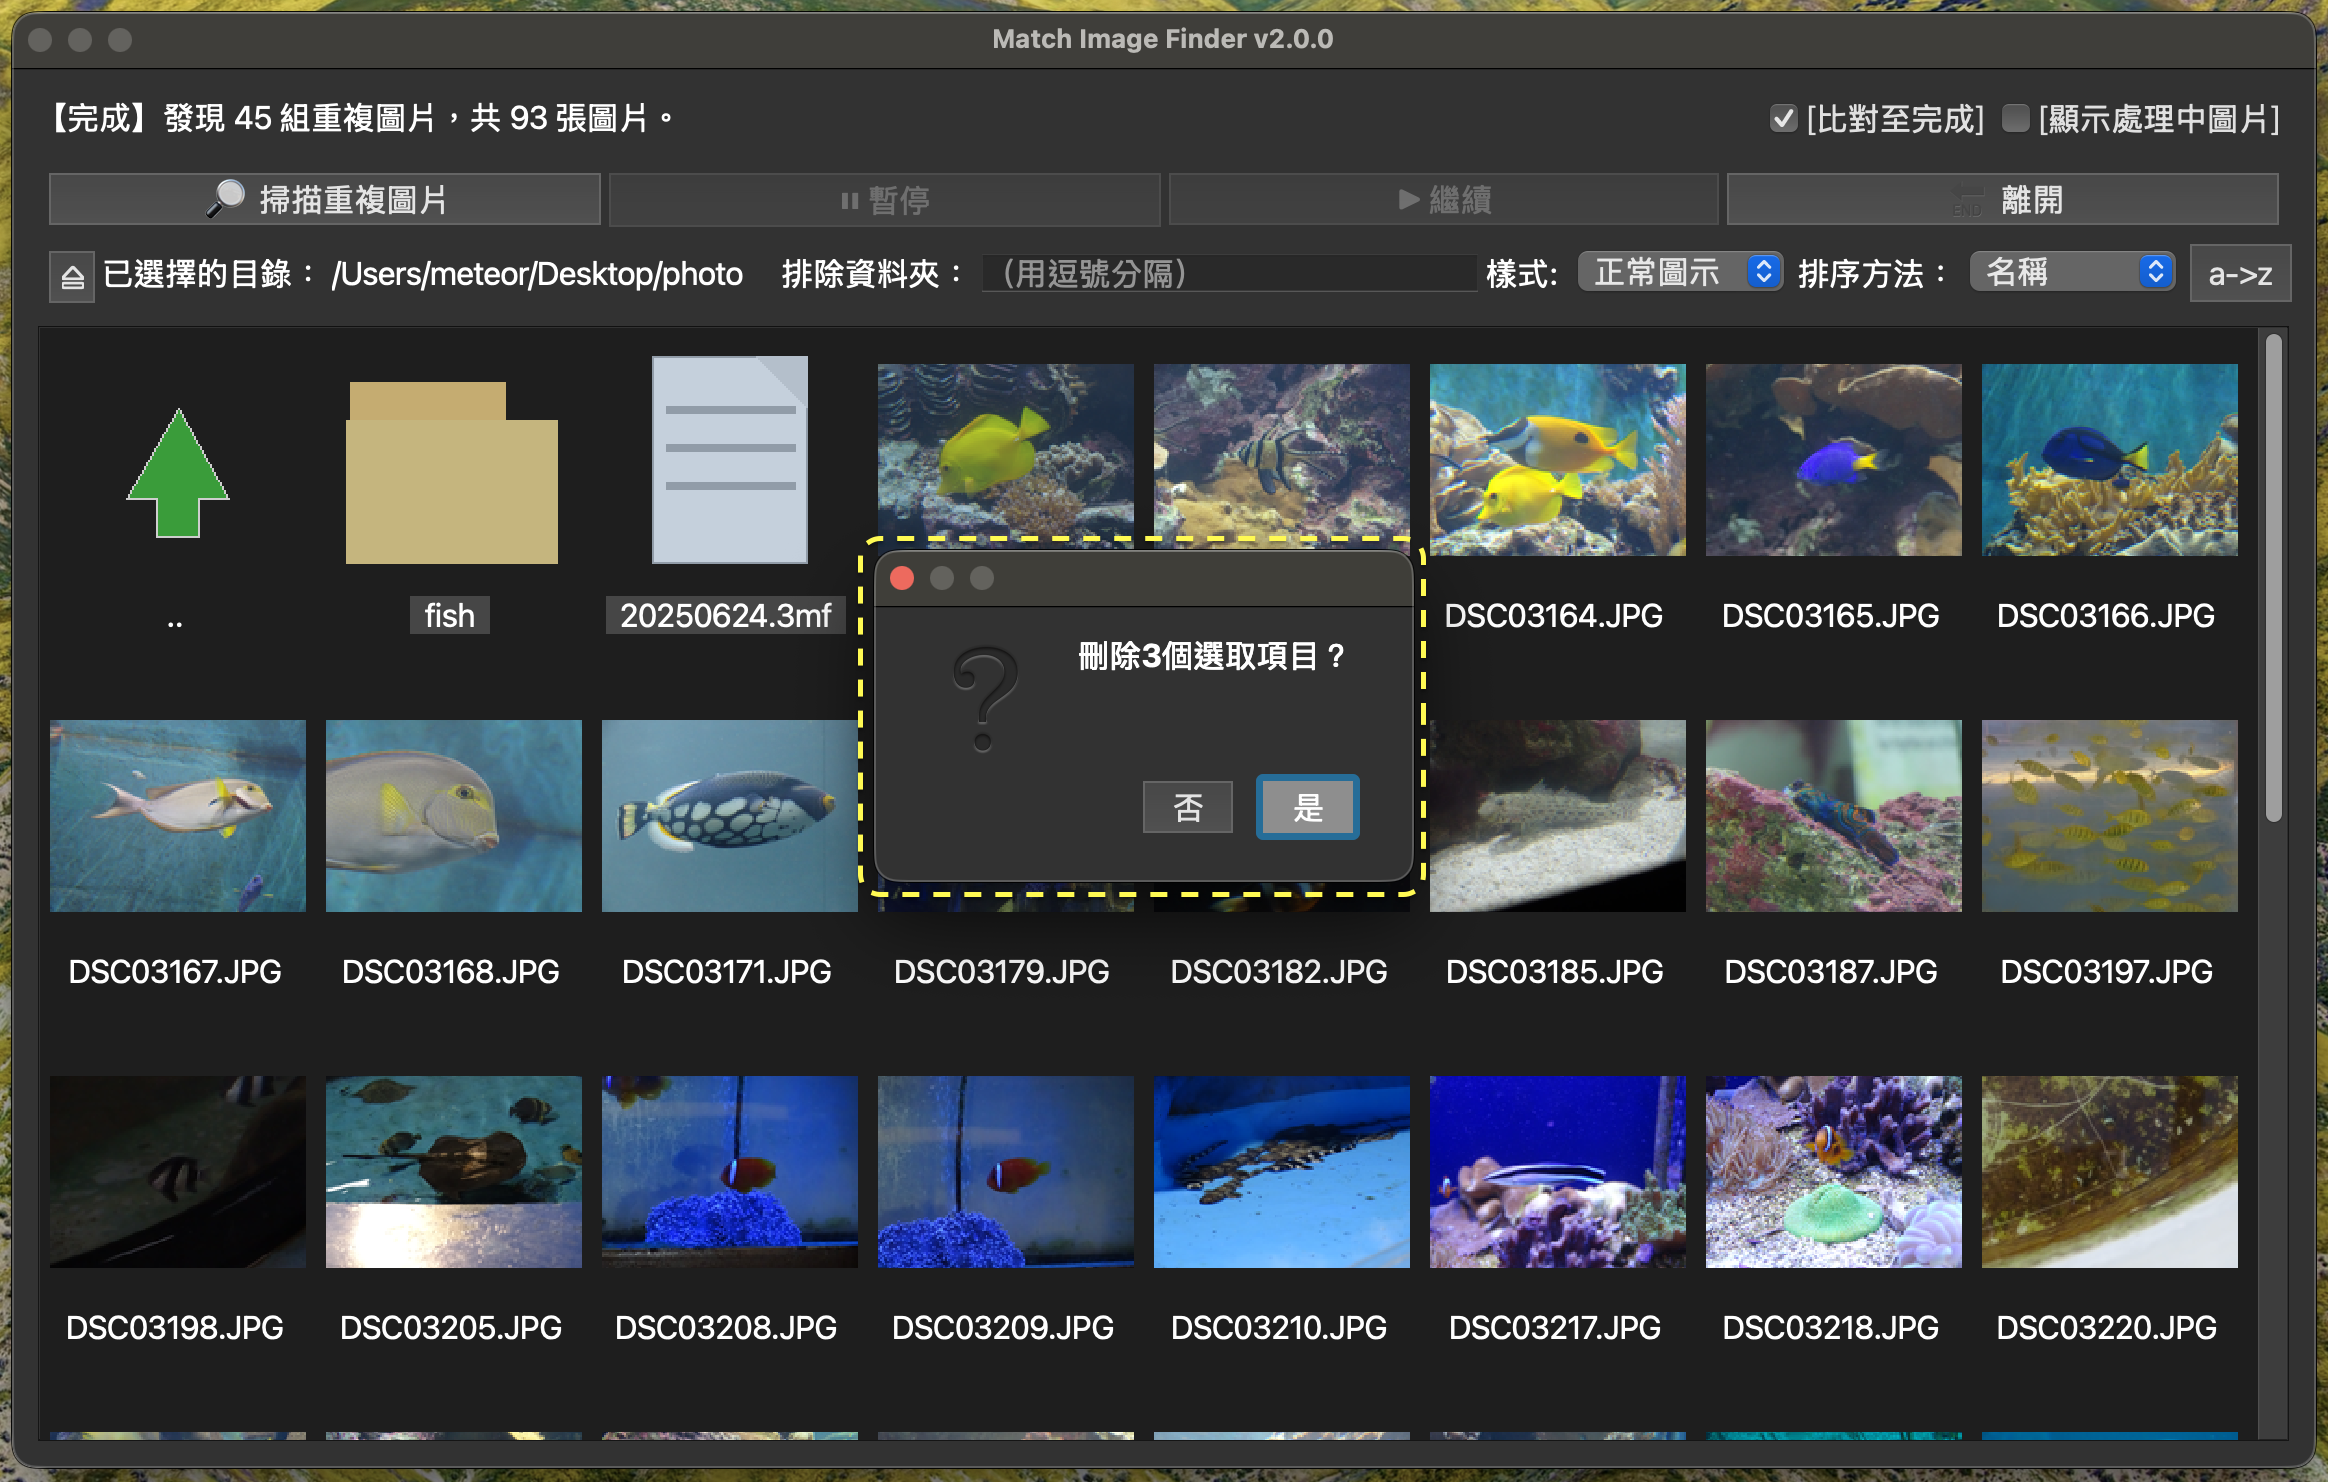 Match Image Finder v2.0.0
【完成】發現 45 組重複圖片，共 93 張圖片。
[比對至完成] [顯示處理中圖片]
掃描重複圖片 暫停 繼續 END 離開
已選擇的目錄： /Users/meteor/Desktop/photo 排除資料夾： （用逗號分隔） 樣式: 正常圖示 排序方法： 名稱 a->z
.. fish 20250624.3mf DSC03164.JPG DSC03165.JPG DSC03166.JPG
刪除3個選取項目？
否 是
DSC03167.JPG DSC03168.JPG DSC03171.JPG DSC03179.JPG DSC03182.JPG DSC03185.JPG DSC03187.JPG DSC03197.JPG
DSC03198.JPG DSC03205.JPG DSC03208.JPG DSC03209.JPG DSC03210.JPG DSC03217.JPG DSC03218.JPG DSC03220.JPG